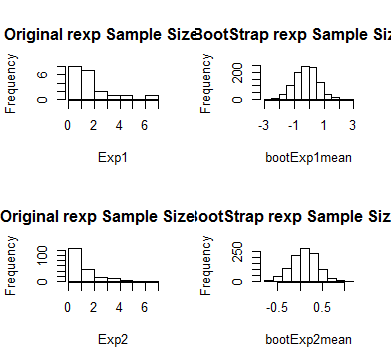 Original rexp Sample Size
BootStrap rexp Sample Siz
Frequency
0 6
0 2 4 6
Exp1
Frequency
0 200
-3 -1 1 3
bootExp1mean
Original rexp Sample Size
BootStrap rexp Sample Siz
Frequency
0 100
0 2 4 6
Exp2
Frequency
0 250
-0.5 0.5
bootExp2mean